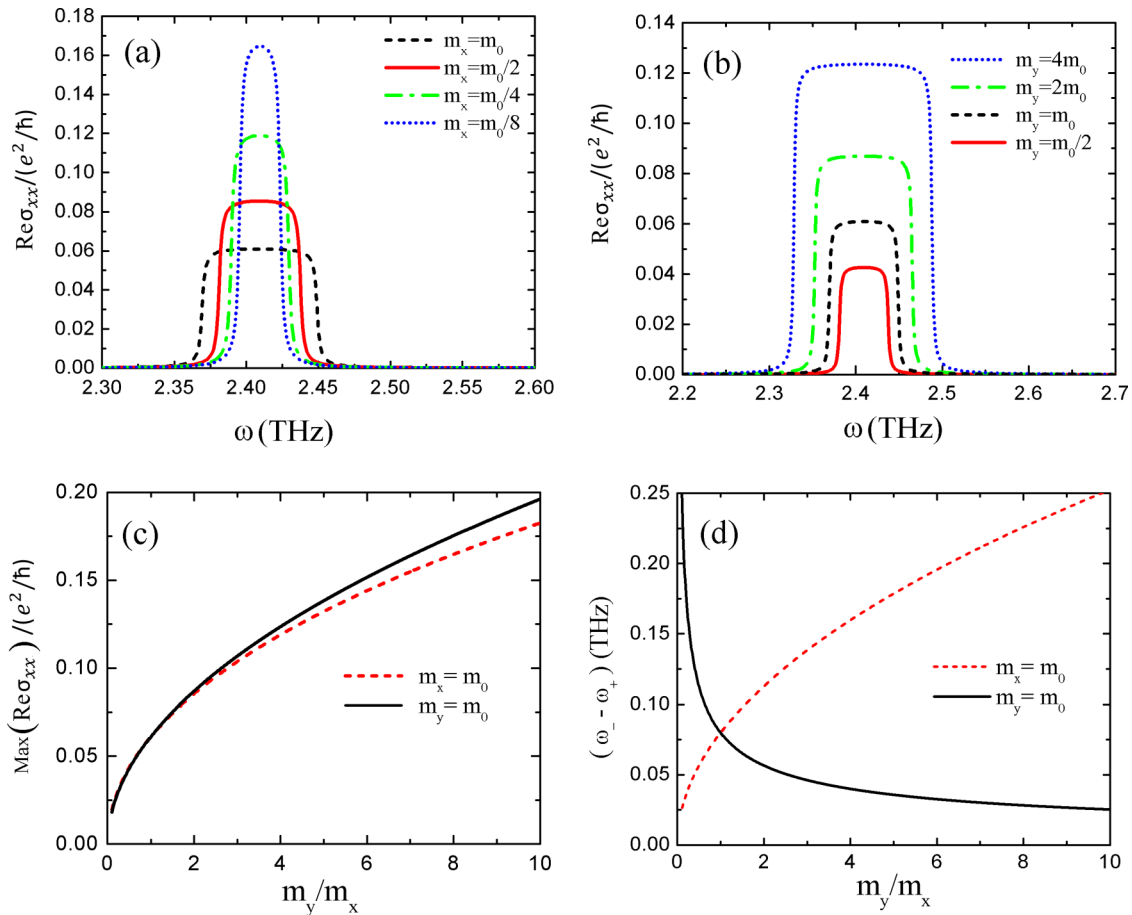 (a)
Reσxx/(e²/ħ)
0.18
0.16
0.14
0.12
0.10
0.08
0.06
0.04
0.02
0.00
mx=m0
mx=m0/2
mx=m0/4
mx=m0/8
2.30 2.35 2.40 2.45 2.50 2.55 2.60
ω (THz)
(b)
Reσxx/(e²/ħ)
0.14
0.12
0.10
0.08
0.06
0.04
0.02
0.00
my=4m0
my=2m0
my=m0
my=m0/2
2.2 2.3 2.4 2.5 2.6 2.7
ω (THz)
(c)
Max(Reσxx)/(e²/ħ)
0.20
0.15
0.10
0.05
0.00
mx= m0
my= m0
0 2 4 6 8 10
my/mx
(d)
(ω- - ω+) (THz)
0.25
0.20
0.15
0.10
0.05
0.00
mx= m0
my= m0
0 2 4 6 8 10
my/mx